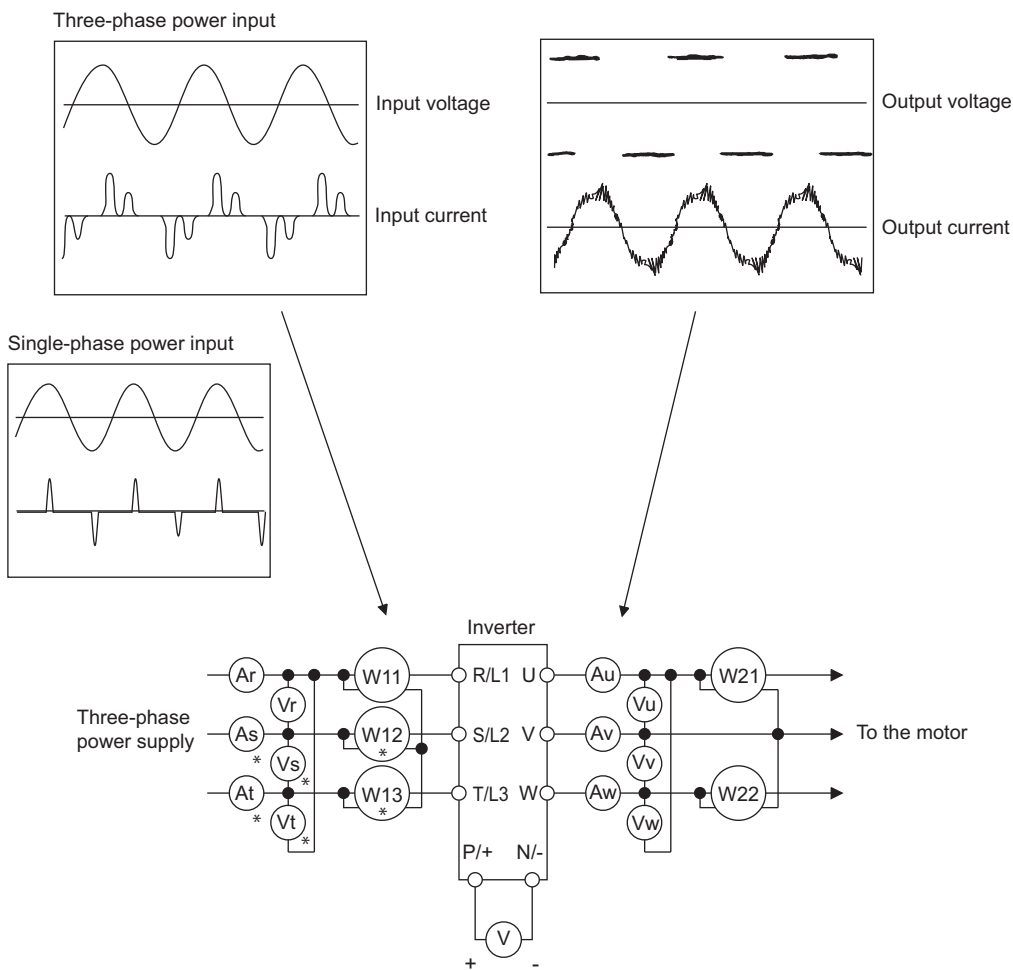 Three-phase power input
Input voltage
Input current
Output voltage
Output current
Single-phase power input
Inverter
Ar
W11
R/L1 U
Au
W21
Vr
Vu
Three-phase
power supply
As
*
W12
*
S/L2 V
Av
To the motor
Vs
*
Vv
At
*
W13
*
T/L3 W
Aw
W22
Vt
*
Vw
P/+ N/-
V
+ -